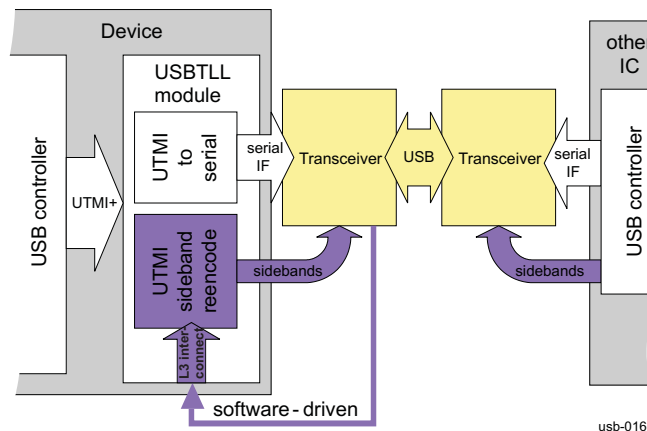 Device
other
IC
USBTLL
module
USB controller
UTMI+
UTMI
to
serial
serial
IF
Transceiver
USB
Transceiver
serial
IF
USB controller
UTMI
sideband
reencode
sidebands
sidebands
L3 inter-
connect
software - driven
usb-016